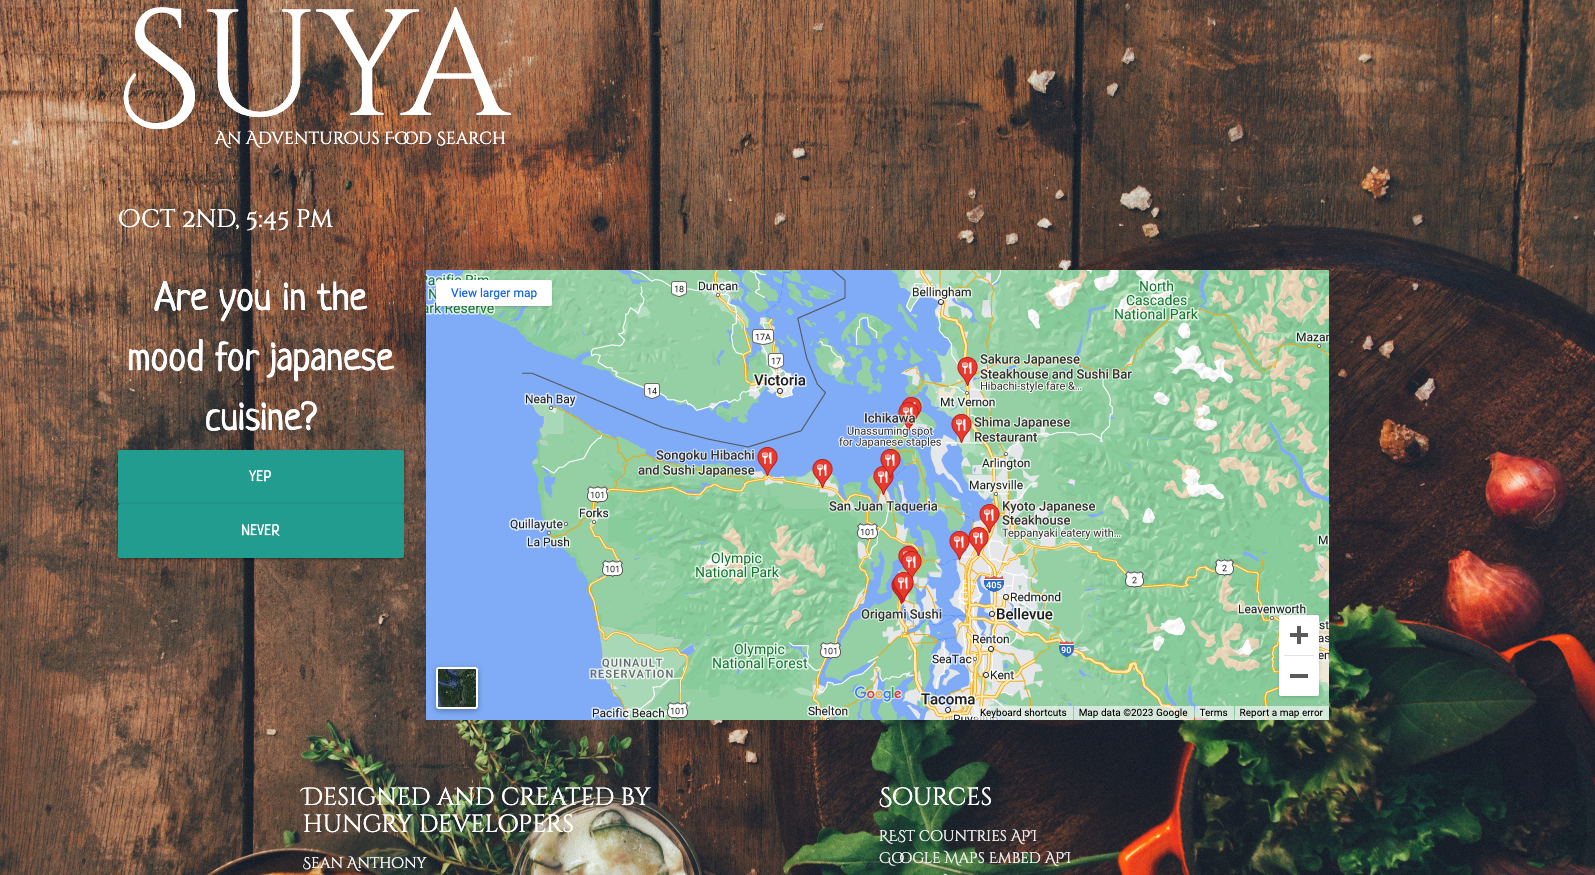 SUYA
An Adventurous Food Search
Oct 2nd, 5:45 PM
Are you in the
mood for japanese
cuisine?
YEP
NEVER
View larger map
Pacific Rim
ark Reserve
18
Duncan
Bellingham
North
Cascades
National Park
Mazar
17A
17
Victoria
14
Neah Bay
Sakura Japanese
Steakhouse and Sushi Bar
Hibachi-style fare &...
Mt Vernon
Ichikawa
Unassuming spot
for Japanese staples
Shima Japanese
Restaurant
Arlington
Songoku Hibachi
and Sushi Japanese
Marysville
101
San Juan Taqueria
Kyoto Japanese
Steakhouse
Teppanyaki eatery with...
Forks
Quillayute
La Push
101
101
Olympic
National Park
2
2
405
Redmond
Origami Sushi
Bellevue
Leavenworth
Renton
90
SeaTac
Kent
101
Olympic
National Forest
QUINAULT
RESERVATION
Google
Tacoma
Pacific Beach
101
Shelton
Keyboard shortcuts
Map data ©2023 Google
Terms
Report a map error
Designed and created by
Hungry Developers
Sean Anthony
Sources
REST Countries API
Google Maps Embed API